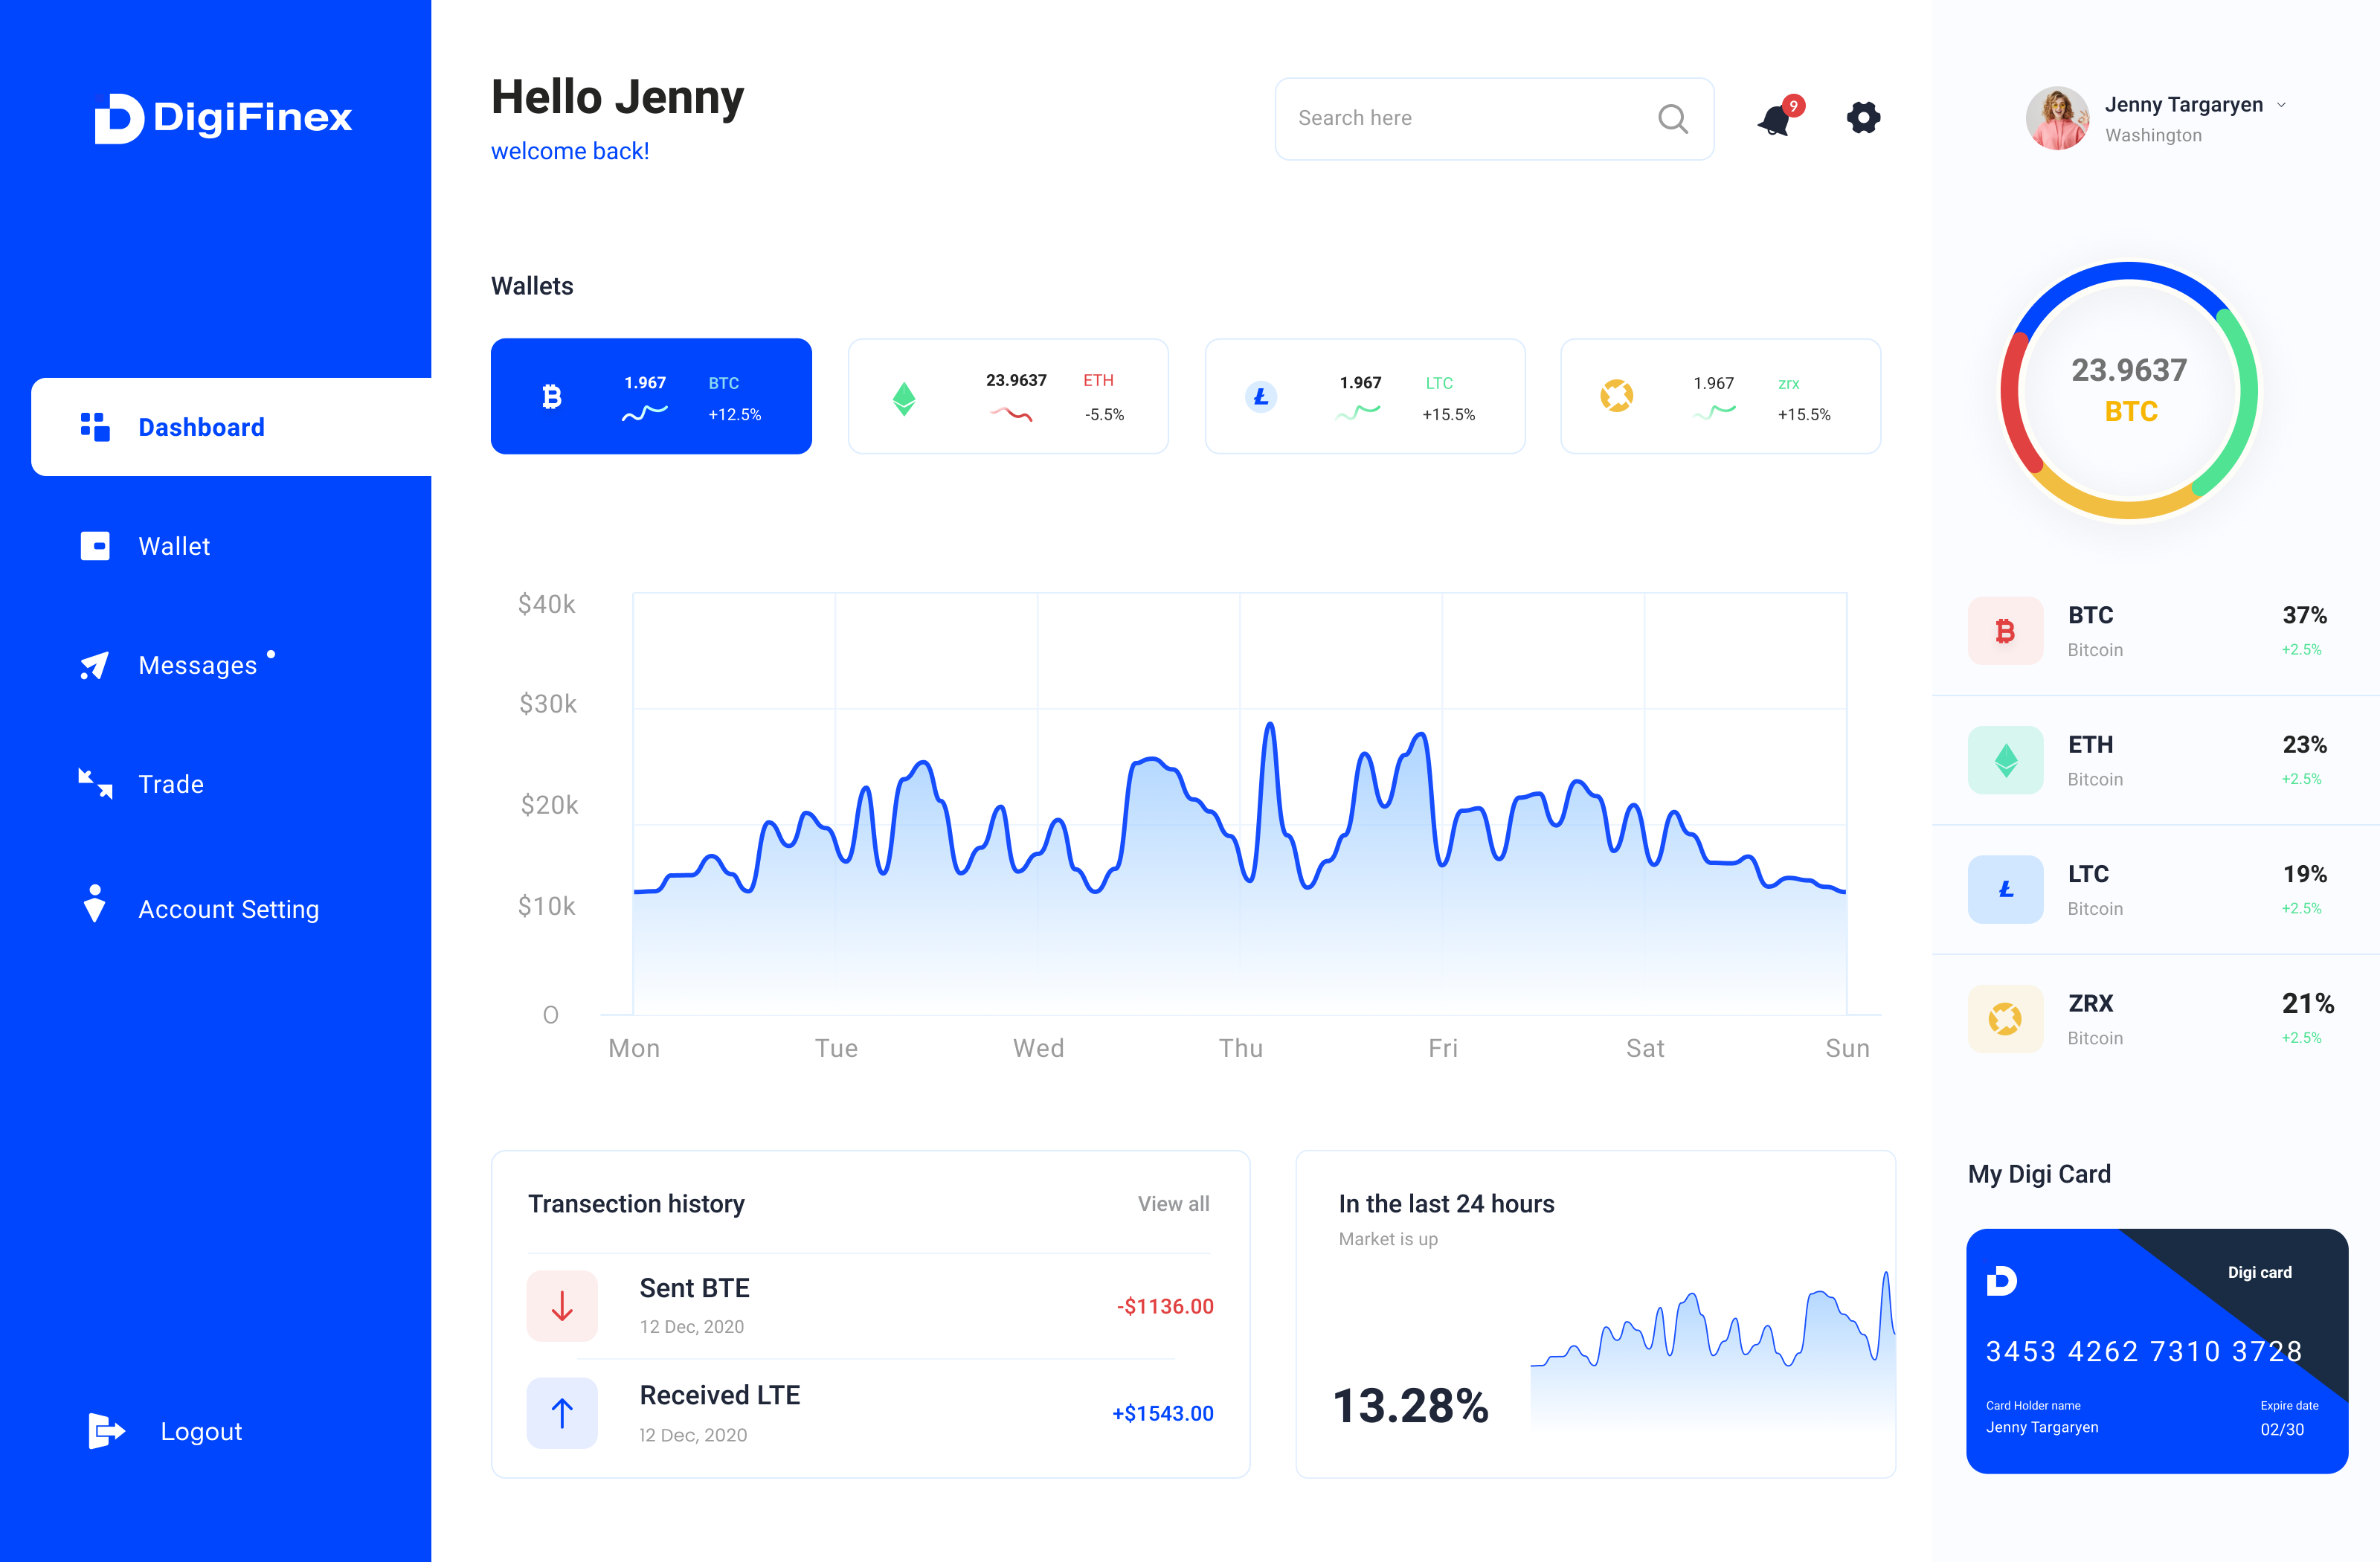 DigiFinex
Dashboard
Wallet
Messages
Trade
Account Setting
Logout
Hello Jenny
welcome back!
Search here
9
Jenny Targaryen
Washington
Wallets
1.967 BTC
+12.5%
23.9637 ETH
-5.5%
Ł
1.967 LTC
+15.5%
1.967 zrx
+15.5%
$40k
$30k
$20k
$10k
0
Mon Tue Wed Thu Fri Sat Sun
Transection history View all
Sent BTE
12 Dec, 2020
-$1136.00
Received LTE
12 Dec, 2020
+$1543.00
In the last 24 hours
Market is up
13.28%
23.9637
BTC
BTC 37%
Bitcoin +2.5%
ETH 23%
Bitcoin +2.5%
Ł
LTC 19%
Bitcoin +2.5%
ZRX 21%
Bitcoin +2.5%
My Digi Card
Digi card
3453 4262 7310 3728
Card Holder name Expire date
Jenny Targaryen 02/30